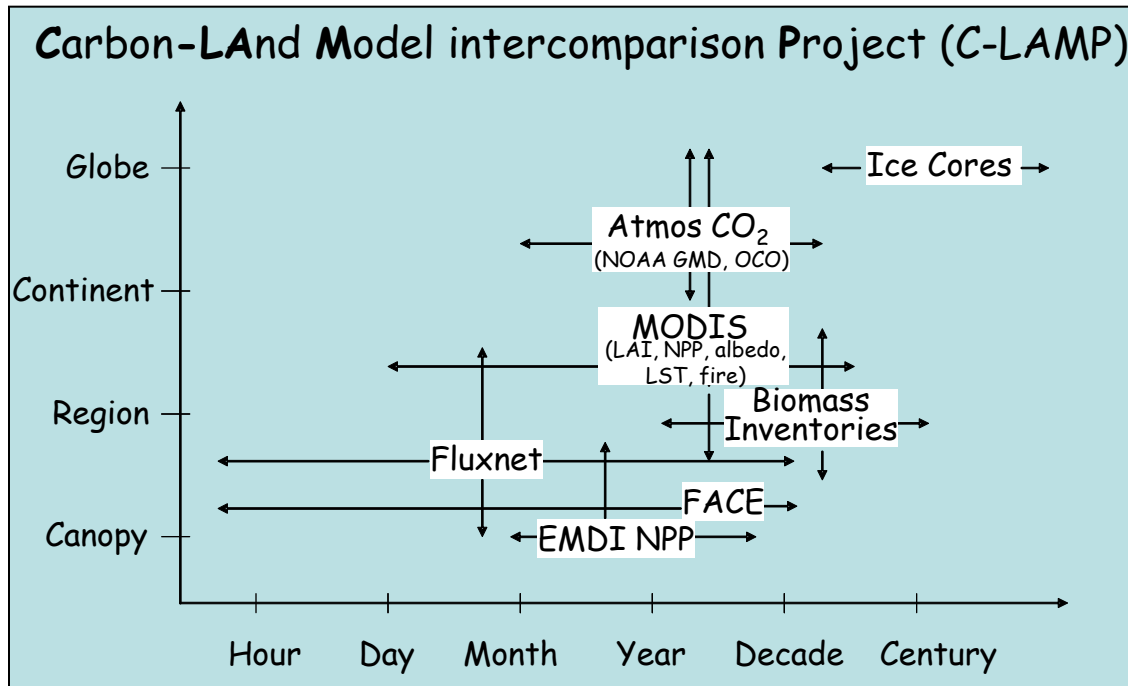 Carbon-LAnd Model intercomparison Project (C-LAMP)
Globe
Ice Cores
Atmos CO₂
(NOAA GMD, OCO)
Continent
MODIS
(LAI, NPP, albedo,
LST, fire)
Region
Biomass
Inventories
Fluxnet
FACE
Canopy
EMDI NPP
Hour Day Month Year Decade Century